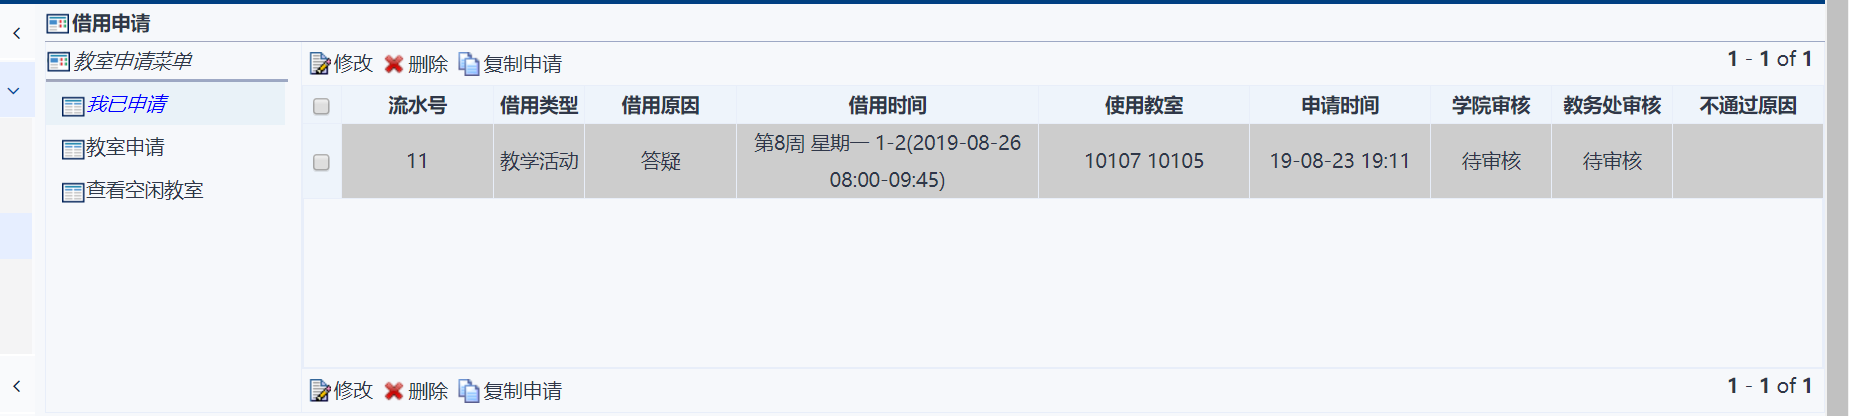 借用申请
教室申请菜单
我已申请
教室申请
查看空闲教室
修改 删除 复制申请 1 - 1 of 1
流水号 借用类型 借用原因 借用时间 使用教室 申请时间 学院审核 教务处审核 不通过原因
11 教学活动 答疑 第8周 星期一 1-2(2019-08-26 08:00-09:45) 10107 10105 19-08-23 19:11 待审核 待审核
修改 删除 复制申请 1 - 1 of 1